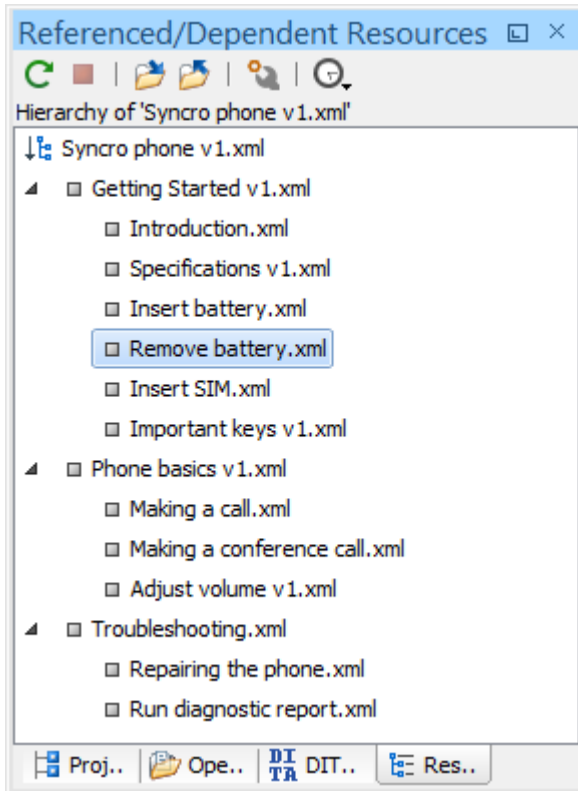 Referenced/Dependent Resources
Hierarchy of 'Syncro phone v1.xml'
Syncro phone v1.xml
Getting Started v1.xml
Introduction.xml
Specifications v1.xml
Insert battery.xml
Remove battery.xml
Insert SIM.xml
Important keys v1.xml
Phone basics v1.xml
Making a call.xml
Making a conference call.xml
Adjust volume v1.xml
Troubleshooting.xml
Repairing the phone.xml
Run diagnostic report.xml
Proj.. Ope.. DITA DIT.. Res..